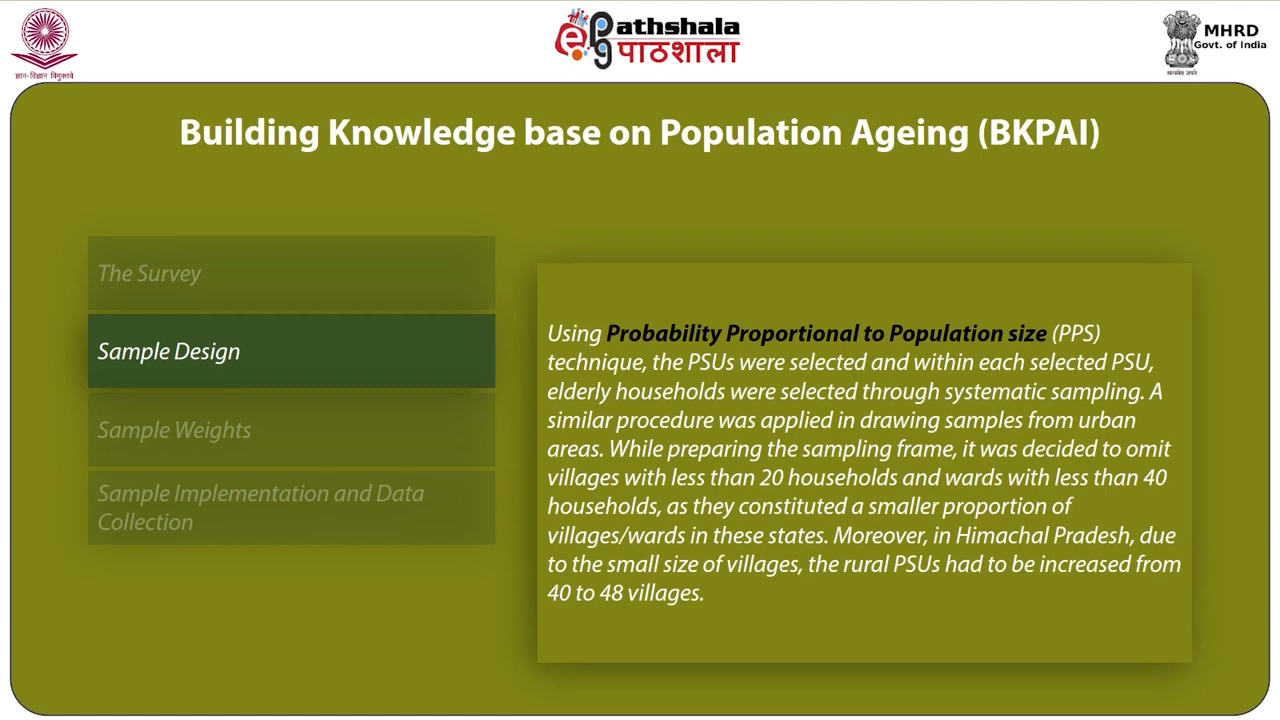 ज्ञान-विज्ञान विमुक्तये
ePathshala
पाठशाला
सत्यमेव जयते
MHRD
Govt. of India
Building Knowledge base on Population Ageing (BKPAI)
The Survey
Sample Design
Sample Weights
Sample Implementation and Data
Collection
Using Probability Proportional to Population size (PPS)
technique, the PSUs were selected and within each selected PSU,
elderly households were selected through systematic sampling. A
similar procedure was applied in drawing samples from urban
areas. While preparing the sampling frame, it was decided to omit
villages with less than 20 households and wards with less than 40
households, as they constituted a smaller proportion of
villages/wards in these states. Moreover, in Himachal Pradesh, due
to the small size of villages, the rural PSUs had to be increased from
40 to 48 villages.